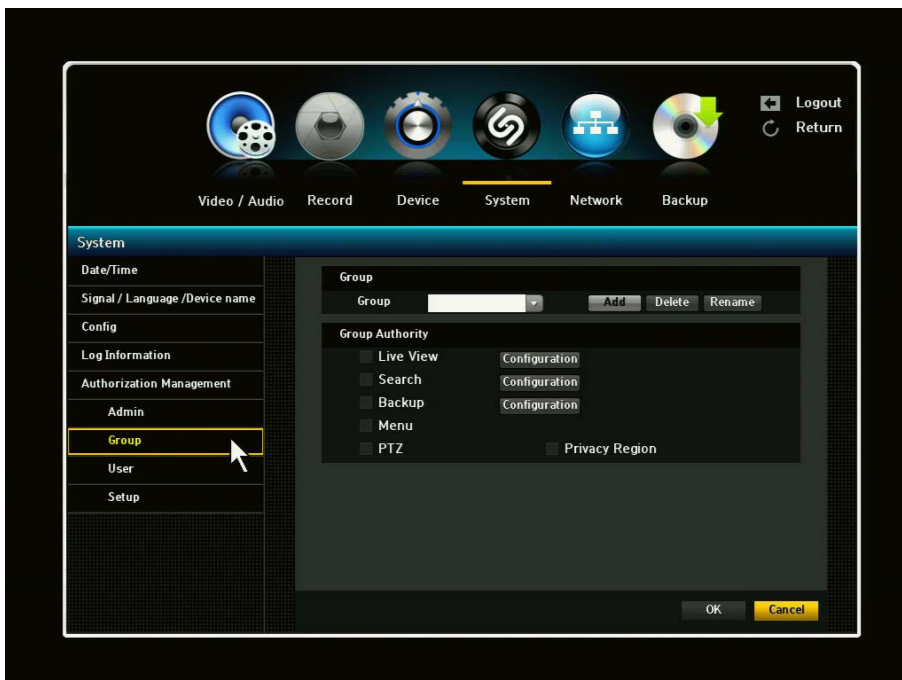 Logout
Return
Video / Audio Record Device System Network Backup
System
Date/Time
Signal / Language /Device name
Config
Log Information
Authorization Management
Admin
Group
User
Setup
Group
Group Add Delete Rename
Group Authority
Live View Configuration
Search Configuration
Backup Configuration
Menu
PTZ Privacy Region
OK Cancel